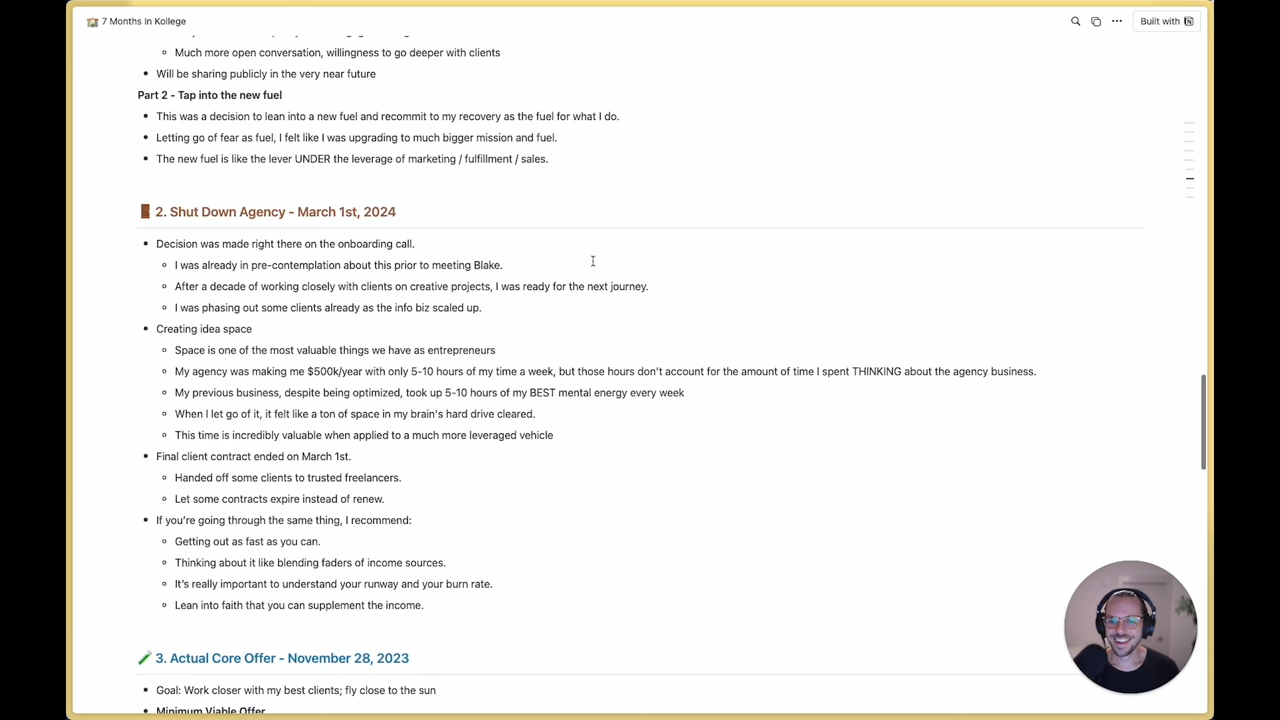 7 Months In Kollege
Built with
Much more open conversation, willingness to go deeper with clients
Will be sharing publicly in the very near future
Part 2 - Tap into the new fuel
This was a decision to lean into a new fuel and recommit to my recovery as the fuel for what I do.
Letting go of fear as fuel, I felt like I was upgrading to much bigger mission and fuel.
The new fuel is like the lever UNDER the leverage of marketing / fulfillment / sales.
2. Shut Down Agency - March 1st, 2024
Decision was made right there on the onboarding call.
I was already in pre-contemplation about this prior to meeting Blake.
After a decade of working closely with clients on creative projects, I was ready for the next journey.
I was phasing out some clients already as the info biz scaled up.
Creating idea space
Space is one of the most valuable things we have as entrepreneurs
My agency was making me $500k/year with only 5-10 hours of my time a week, but those hours don't account for the amount of time I spent THINKING about the agency business.
My previous business, despite being optimized, took up 5-10 hours of my BEST mental energy every week
When I let go of it, it felt like a ton of space in my brain's hard drive cleared.
This time is incredibly valuable when applied to a much more leveraged vehicle
Final client contract ended on March 1st.
Handed off some clients to trusted freelancers.
Let some contracts expire instead of renew.
If you're going through the same thing, I recommend:
Getting out as fast as you can.
Thinking about it like blending faders of income sources.
It's really important to understand your runway and your burn rate.
Lean into faith that you can supplement the income.
3. Actual Core Offer - November 28, 2023
Goal: Work closer with my best clients; fly close to the sun
Minimum Viable Offer